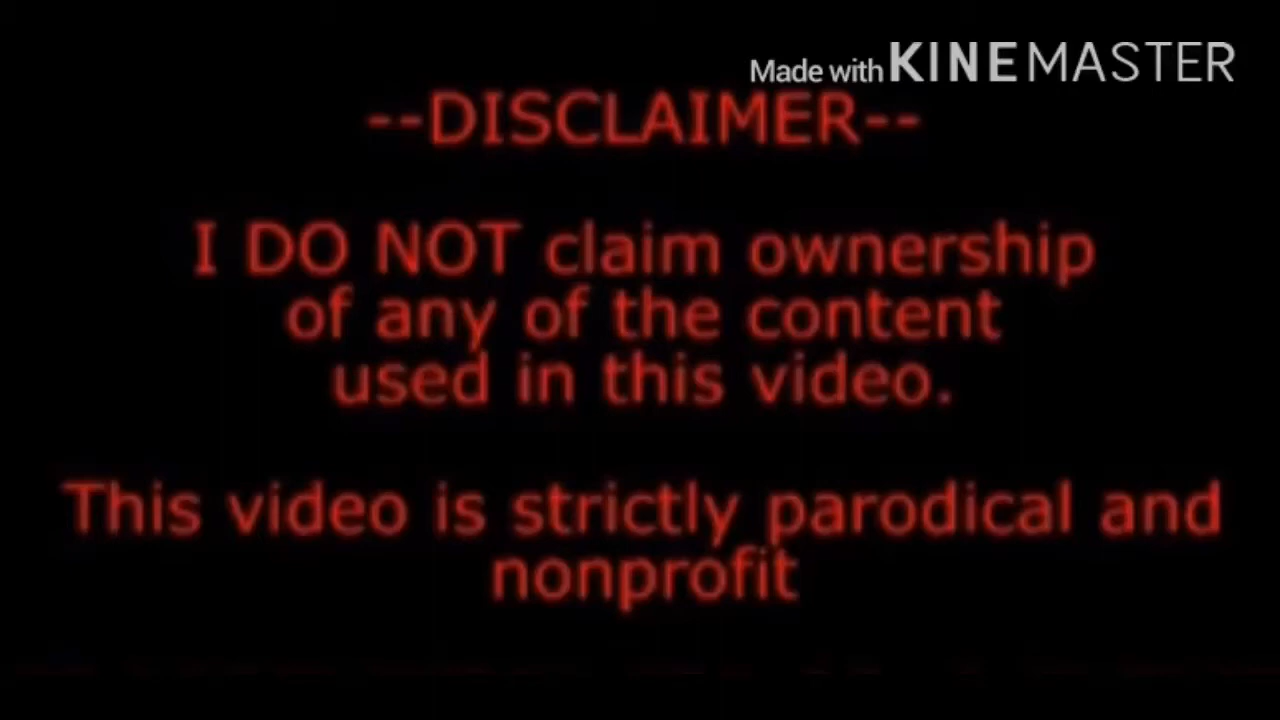 Made with KINEMASTER
--DISCLAIMER--
I DO NOT claim ownership
of any of the content
used in this video.
This video is strictly parodical and
nonprofit